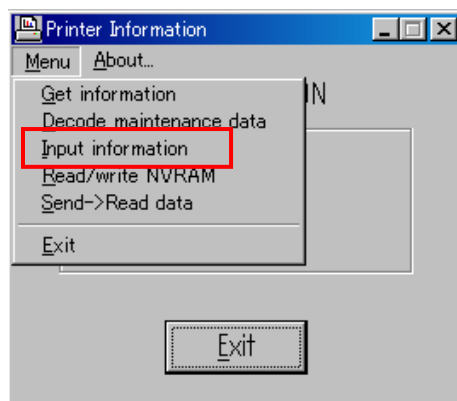 Printer Information
Menu About...
Get information
IN
Decode maintenance data
Input information
Read/write NVRAM
Send->Read data
Exit
Exit